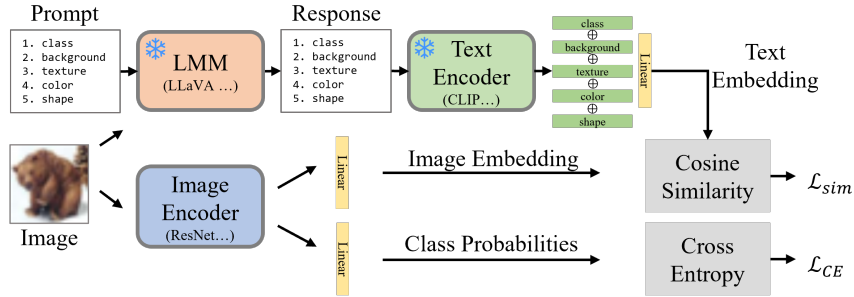 Prompt
1. class
2. background
3. texture
4. color
5. shape
LMM
(LLaVA ...)
Response
1. class
2. background
3. texture
4. color
5. shape
Text
Encoder
(CLIP...)
class
⊕
background
⊕
texture
⊕
color
⊕
shape
Linear
Text
Embedding
Image
Image
Encoder
(ResNet...)
Linear
Image Embedding
Cosine
Similarity
ℒsim
Linear
Class Probabilities
Cross
Entropy
ℒCE